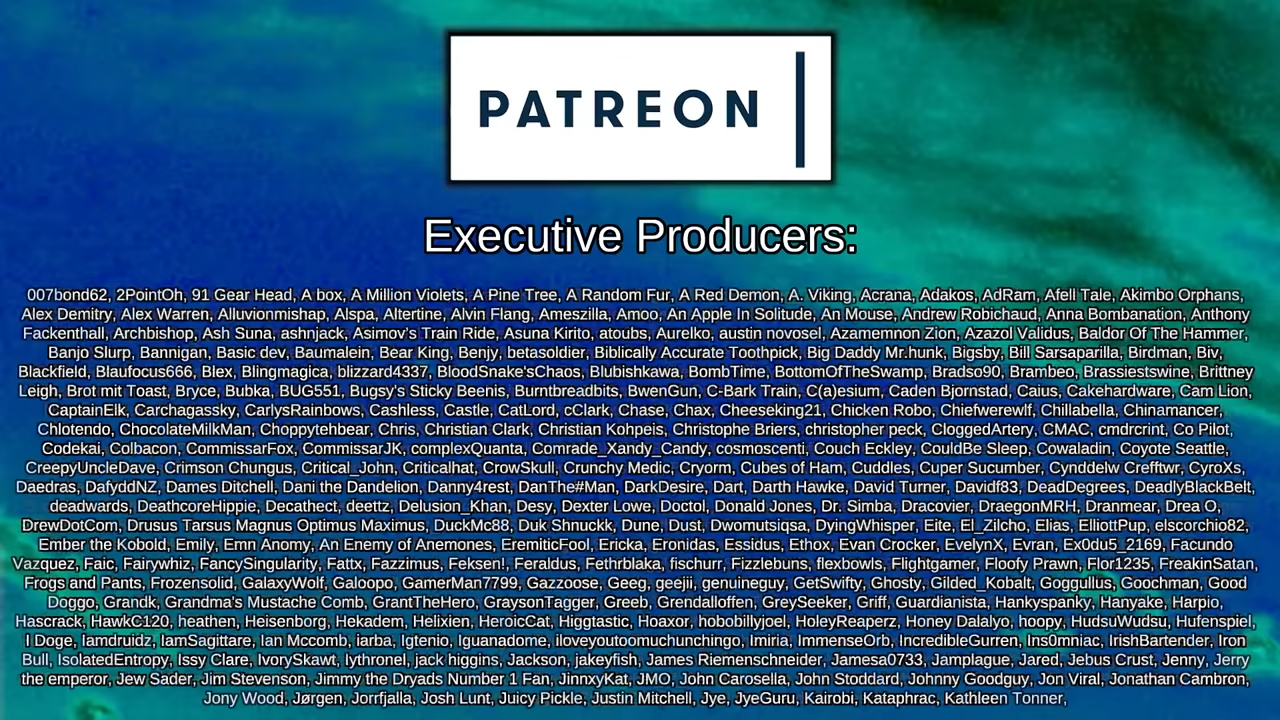 PATREON
Executive Producers:
007bond62, 2PointOh, 91 Gear Head, A box, A Million Violets, A Pine Tree, A Random Fur, A Red Demon, A. Viking, Acrana, Adakos, AdRam, Afell Tale, Akimbo Orphans,
Alex Demitry, Alex Warren, Alluvionmishap, Alspa, Altertine, Alvin Flang, Ameszilla, Amoo, An Apple In Solitude, An Mouse, Andrew Robichaud, Anna Bombanation, Anthony
Fackenthall, Archbishop, Ash Suna, ashnjack, Asimov's Train Ride, Asuna Kirito, atoubs, Aurelko, austin novosel, Azamemnon Zion, Azazol Validus, Baldor Of The Hammer,
Banjo Slurp, Bannigan, Basic dev, Baumalein, Bear King, Benjy, betasoldier, Biblically Accurate Toothpick, Big Daddy Mr.hunk, Bigsby, Bill Sarsaparilla, Birdman, Biv,
Blackfield, Blaufocus666, Blex, Blingmagica, blizzard4337, BloodSnake'sChaos, Blubishkawa, BombTime, BottomOfTheSwamp, Bradso90, Brambeo, Brassiestswine, Brittney
Leigh, Brot mit Toast, Bryce, Bubka, BUG551, Bugsy's Sticky Beenis, Burntbreadbits, BwenGun, C-Bark Train, C(a)esium, Caden Bjornstad, Caius, Cakehardware, Cam Lion,
CaptainElk, Carchagassky, CarlysRainbows, Cashless, Castle, CatLord, cClark, Chase, Chax, Cheeseking21, Chicken Robo, Chiefwerewlf, Chillabella, Chinamancer,
Chlotendo, ChocolateMilkMan, Choppytehbear, Chris, Christian Clark, Christian Kohpeis, Christophe Briers, christopher peck, CloggedArtery, CMAC, cmdrcrint, Co Pilot,
Codekai, Colbacon, CommissarFox, CommissarJK, complexQuanta, Comrade_Xandy_Candy, cosmoscenti, Couch Eckley, CouldBe Sleep, Cowaladin, Coyote Seattle,
CreepyUncleDave, Crimson Chungus, Critical_John, Criticalhat, CrowSkull, Crunchy Medic, Cryorm, Cubes of Ham, Cuddles, Cuper Sucumber, Cynddelw Crefftwr, CyroXs,
Daedras, DafyddNZ, Dames Ditchell, Dani the Dandelion, Danny4rest, DanThe#Man, DarkDesire, Dart, Darth Hawke, David Turner, Davidf83, DeadDegrees, DeadlyBlackBelt,
deadwards, DeathcoreHippie, Decathect, deettz, Delusion_Khan, Desy, Dexter Lowe, Doctol, Donald Jones, Dr. Simba, Dracovier, DraegonMRH, Dranmear, Drea O,
DrewDotCom, Drusus Tarsus Magnus Optimus Maximus, DuckMc88, Duk Shnuckk, Dune, Dust, Dwomutsiqsa, DyingWhisper, Eite, El_Zilcho, Elias, ElliottPup, elscorchio82,
Ember the Kobold, Emily, Emn Anomy, An Enemy of Anemones, EremiticFool, Ericka, Eronidas, Essidus, Ethox, Evan Crocker, EvelynX, Evran, Ex0du5_2169, Facundo
Vazquez, Faic, Fairywhiz, FancySingularity, Fattx, Fazzimus, Feksen!, Feraldus, Fethrblaka, fischurr, Fizzlebuns, flexbowls, Flightgamer, Floofy Prawn, Flor1235, FreakinSatan,
Frogs and Pants, Frozensolid, GalaxyWolf, Galoopo, GamerMan7799, Gazzoose, Geeg, geejii, genuineguy, GetSwifty, Ghosty, Gilded_Kobalt, Goggullus, Goochman, Good
Doggo, Grandk, Grandma's Mustache Comb, GrantTheHero, GraysonTagger, Greeb, Grendalloffen, GreySeeker, Griff, Guardianista, Hankyspanky, Hanyake, Harpio,
Hascrack, HawkC120, heathen, Heisenborg, Hekadem, Helixien, HeroicCat, Higgtastic, Hoaxor, hobobillyjoel, HoleyReaperz, Honey Dalalyo, hoopy, HudsuWudsu, Hufenspiel,
I Doge, Iamdruidz, IamSagittare, Ian Mccomb, iarba, Igtenio, Iguanadome, iloveyoutoomuchunchingo, Imiria, ImmenseOrb, IncredibleGurren, Ins0mniac, IrishBartender, Iron
Bull, IsolatedEntropy, Issy Clare, IvorySkawt, lythronel, jack higgins, Jackson, jakeyfish, James Riemenschneider, Jamesa0733, Jamplague, Jared, Jebus Crust, Jenny, Jerry
the emperor, Jew Sader, Jim Stevenson, Jimmy the Dryads Number 1 Fan, JinnxyKat, JMO, John Carosella, John Stoddard, Johnny Goodguy, Jon Viral, Jonathan Cambron,
Jony Wood, Jørgen, Jorrfjalla, Josh Lunt, Juicy Pickle, Justin Mitchell, Jye, JyeGuru, Kairobi, Kataphrac, Kathleen Tonner,